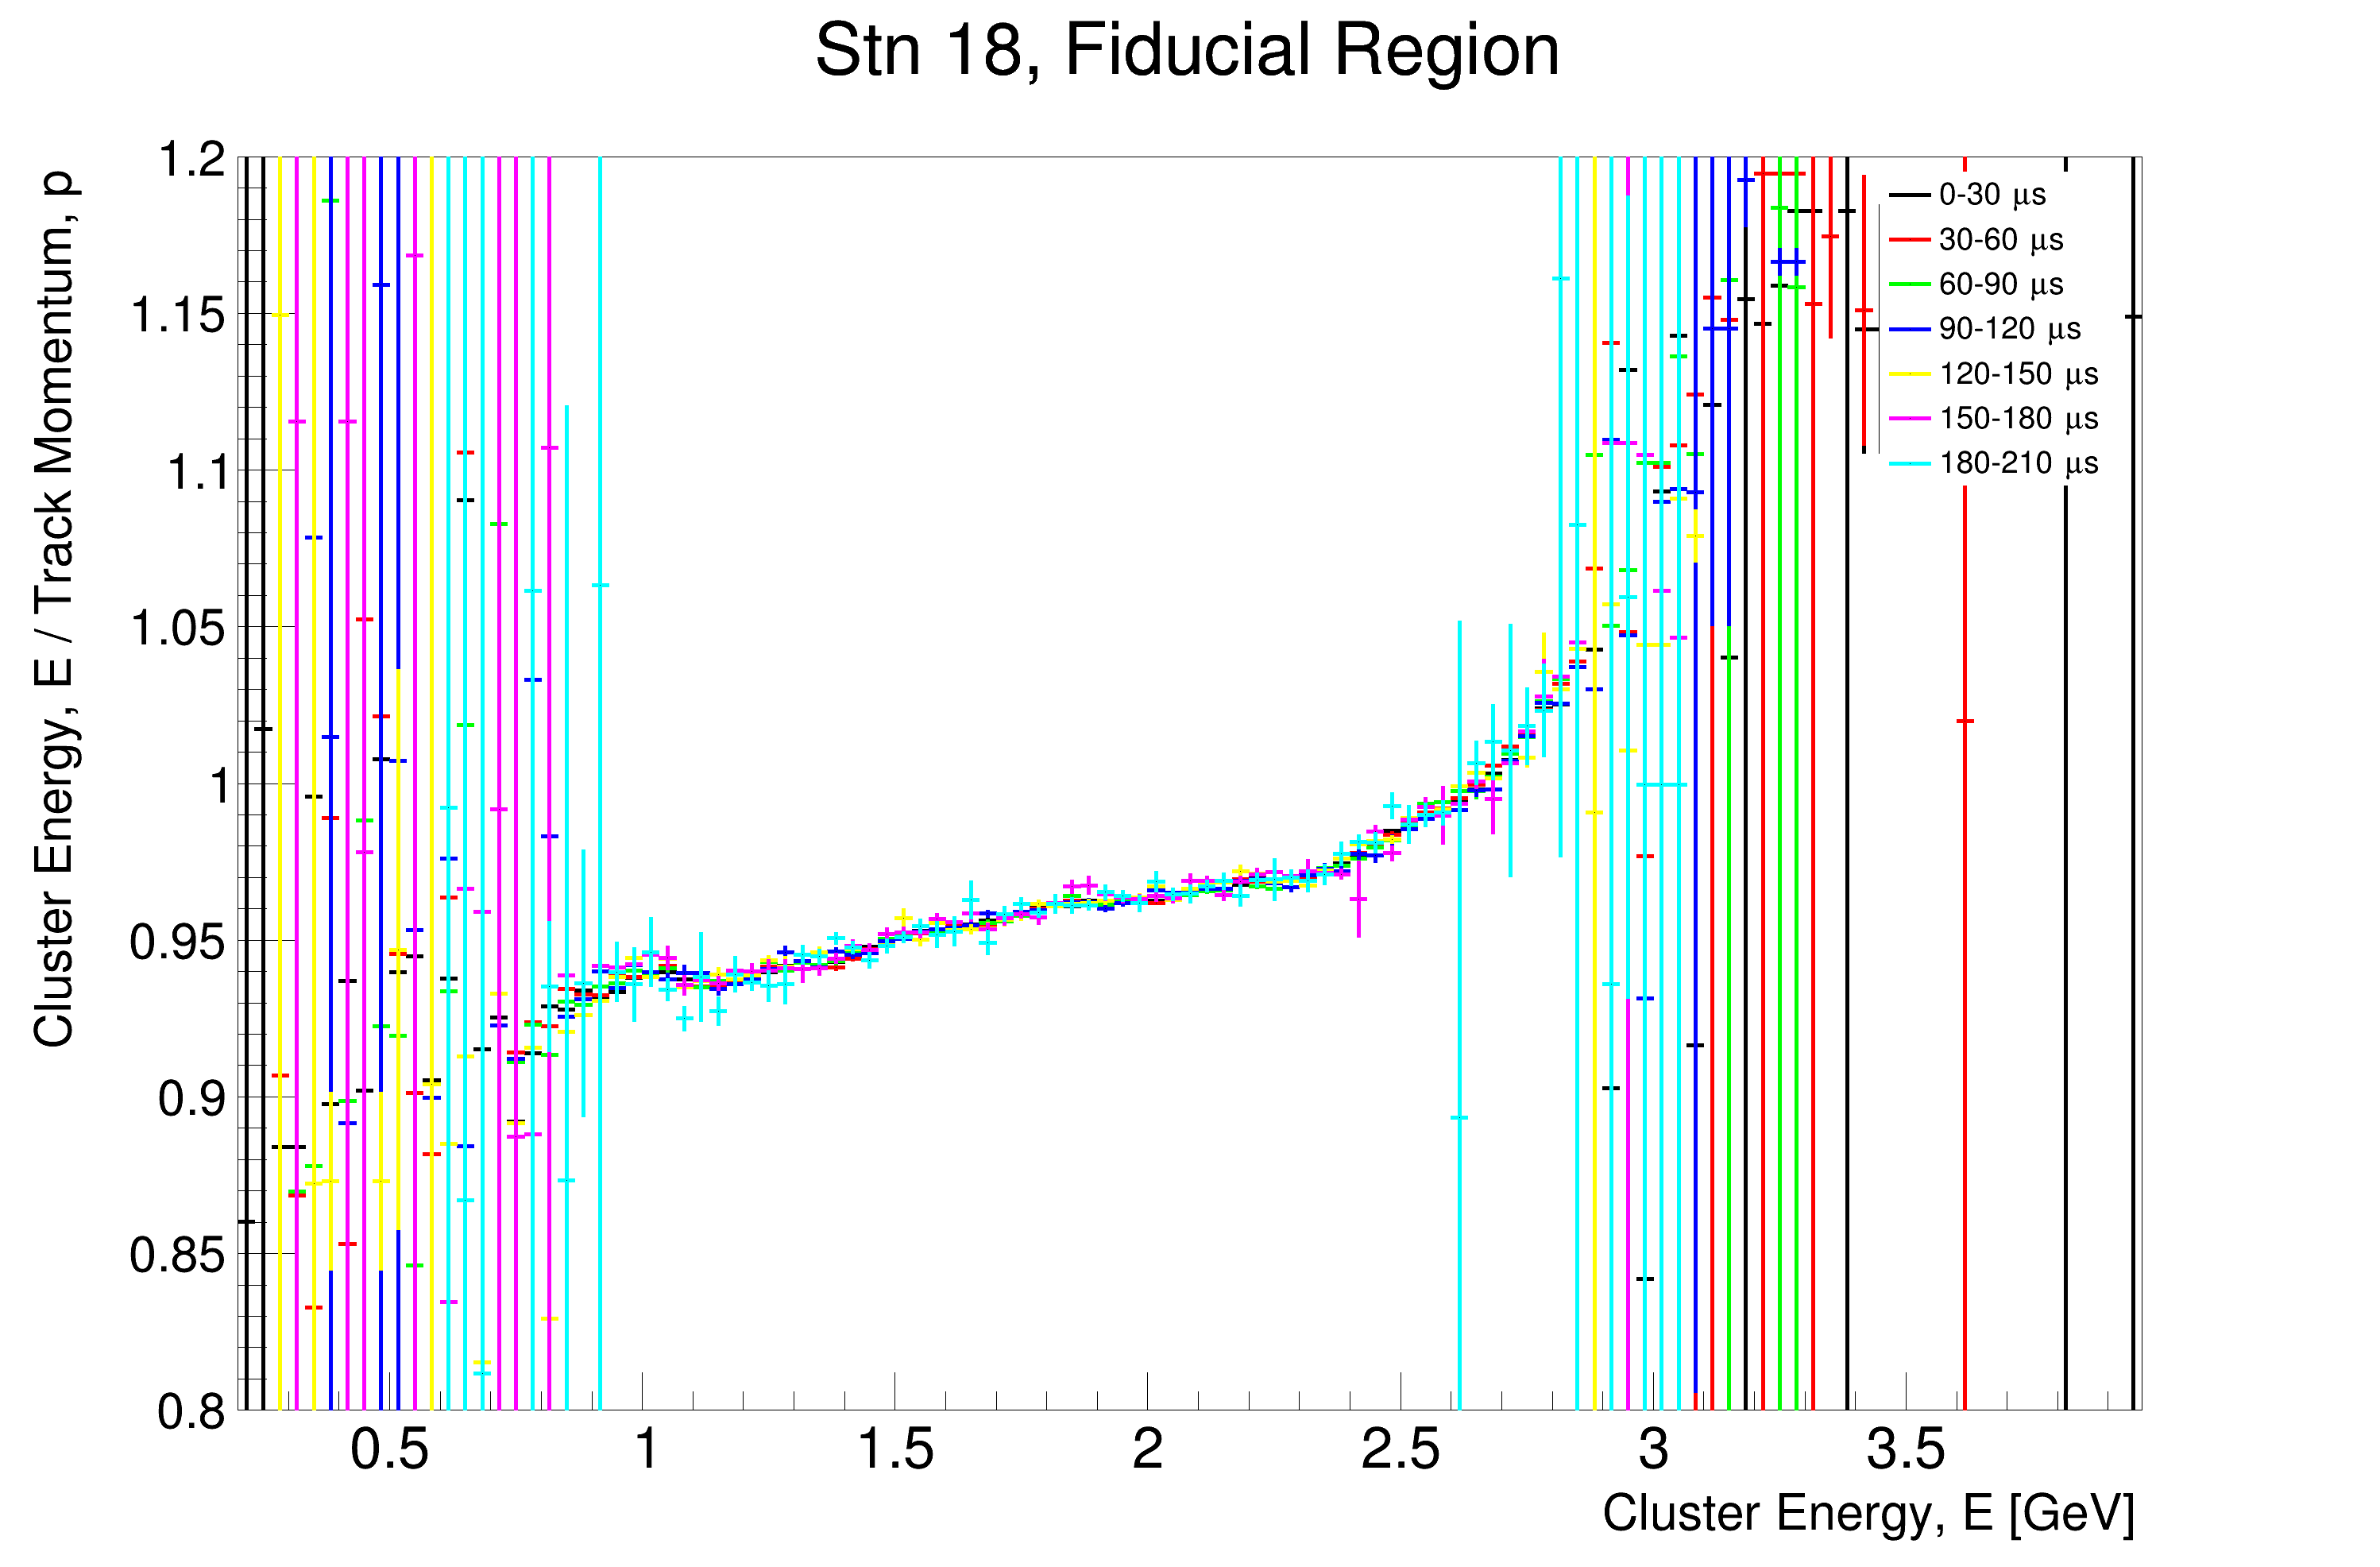 Stn 18, Fiducial Region
Cluster Energy, E / Track Momentum, p
1.2
1.15
1.1
1.05
1
0.95
0.9
0.85
0.8
0-30 μs
30-60 μs
60-90 μs
90-120 μs
120-150 μs
150-180 μs
180-210 μs
0.5 1 1.5 2 2.5 3 3.5
Cluster Energy, E [GeV]